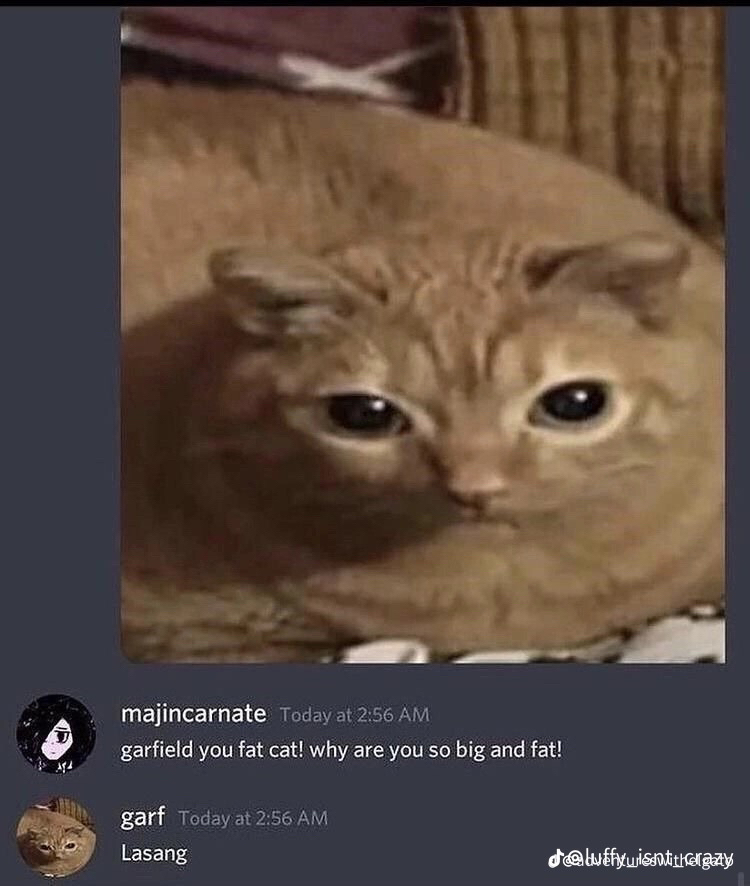 majincarnate Today at 2:56 AM
garfield you fat cat! why are you so big and fat!
garf Today at 2:56 AM
Lasang
@luffy_isnt_crazy